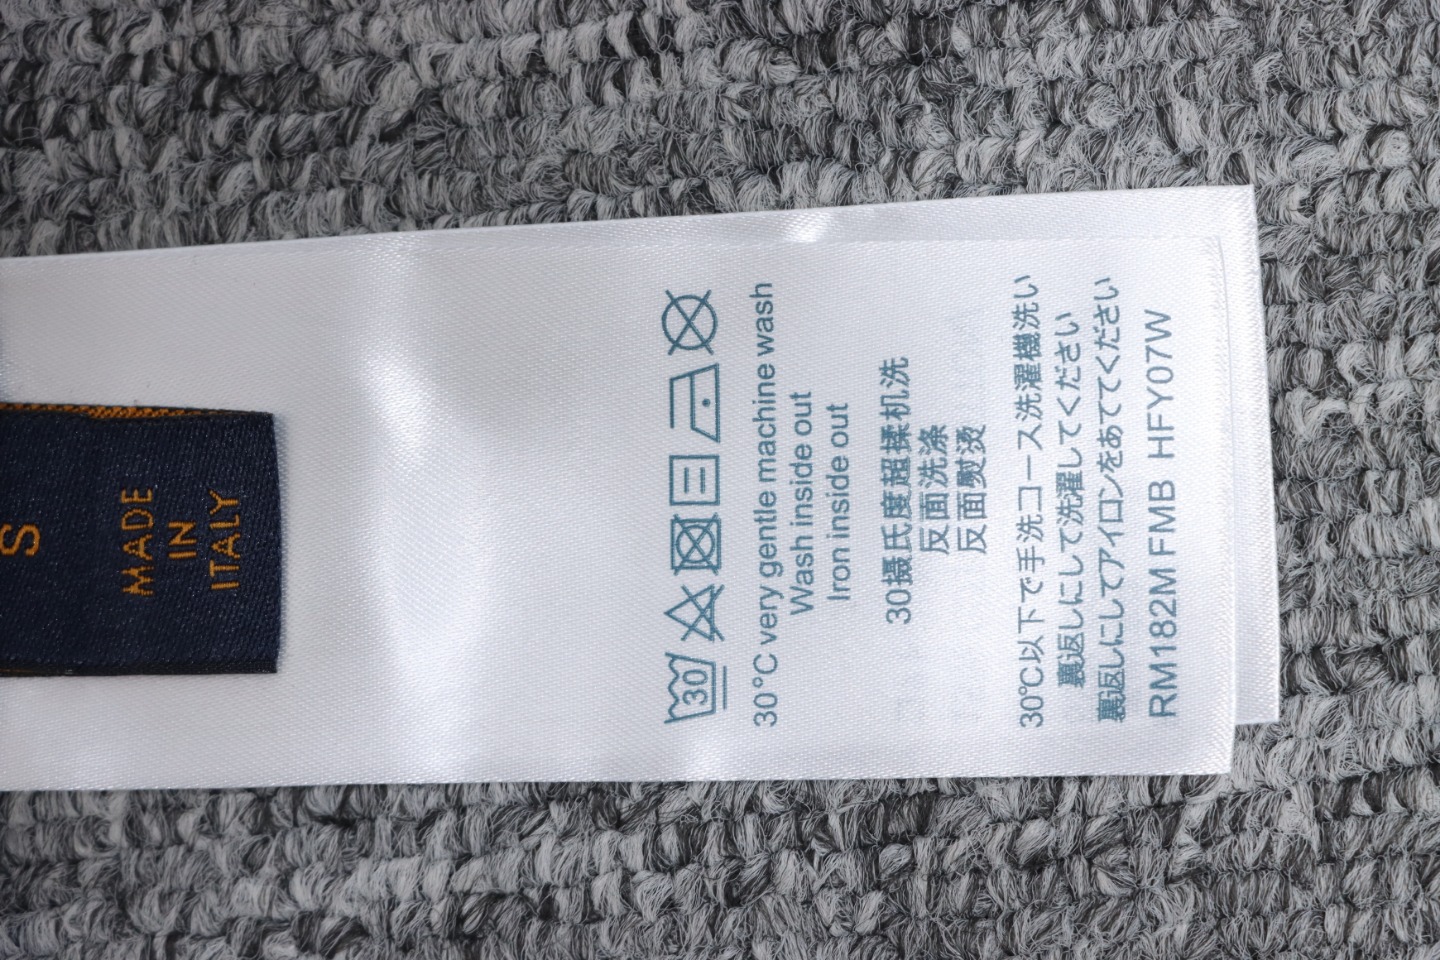 S
MADE
IN
ITALY
30
30°C very gentle machine wash
Wash inside out
Iron inside out
30摄氏度超揉机洗
反面洗涤
反面熨烫
30℃以下で手洗コース洗濯機洗い
裏返しにして洗濯してください
裏返しにしてアイロンをあててください
RM182M FMB HFY07W